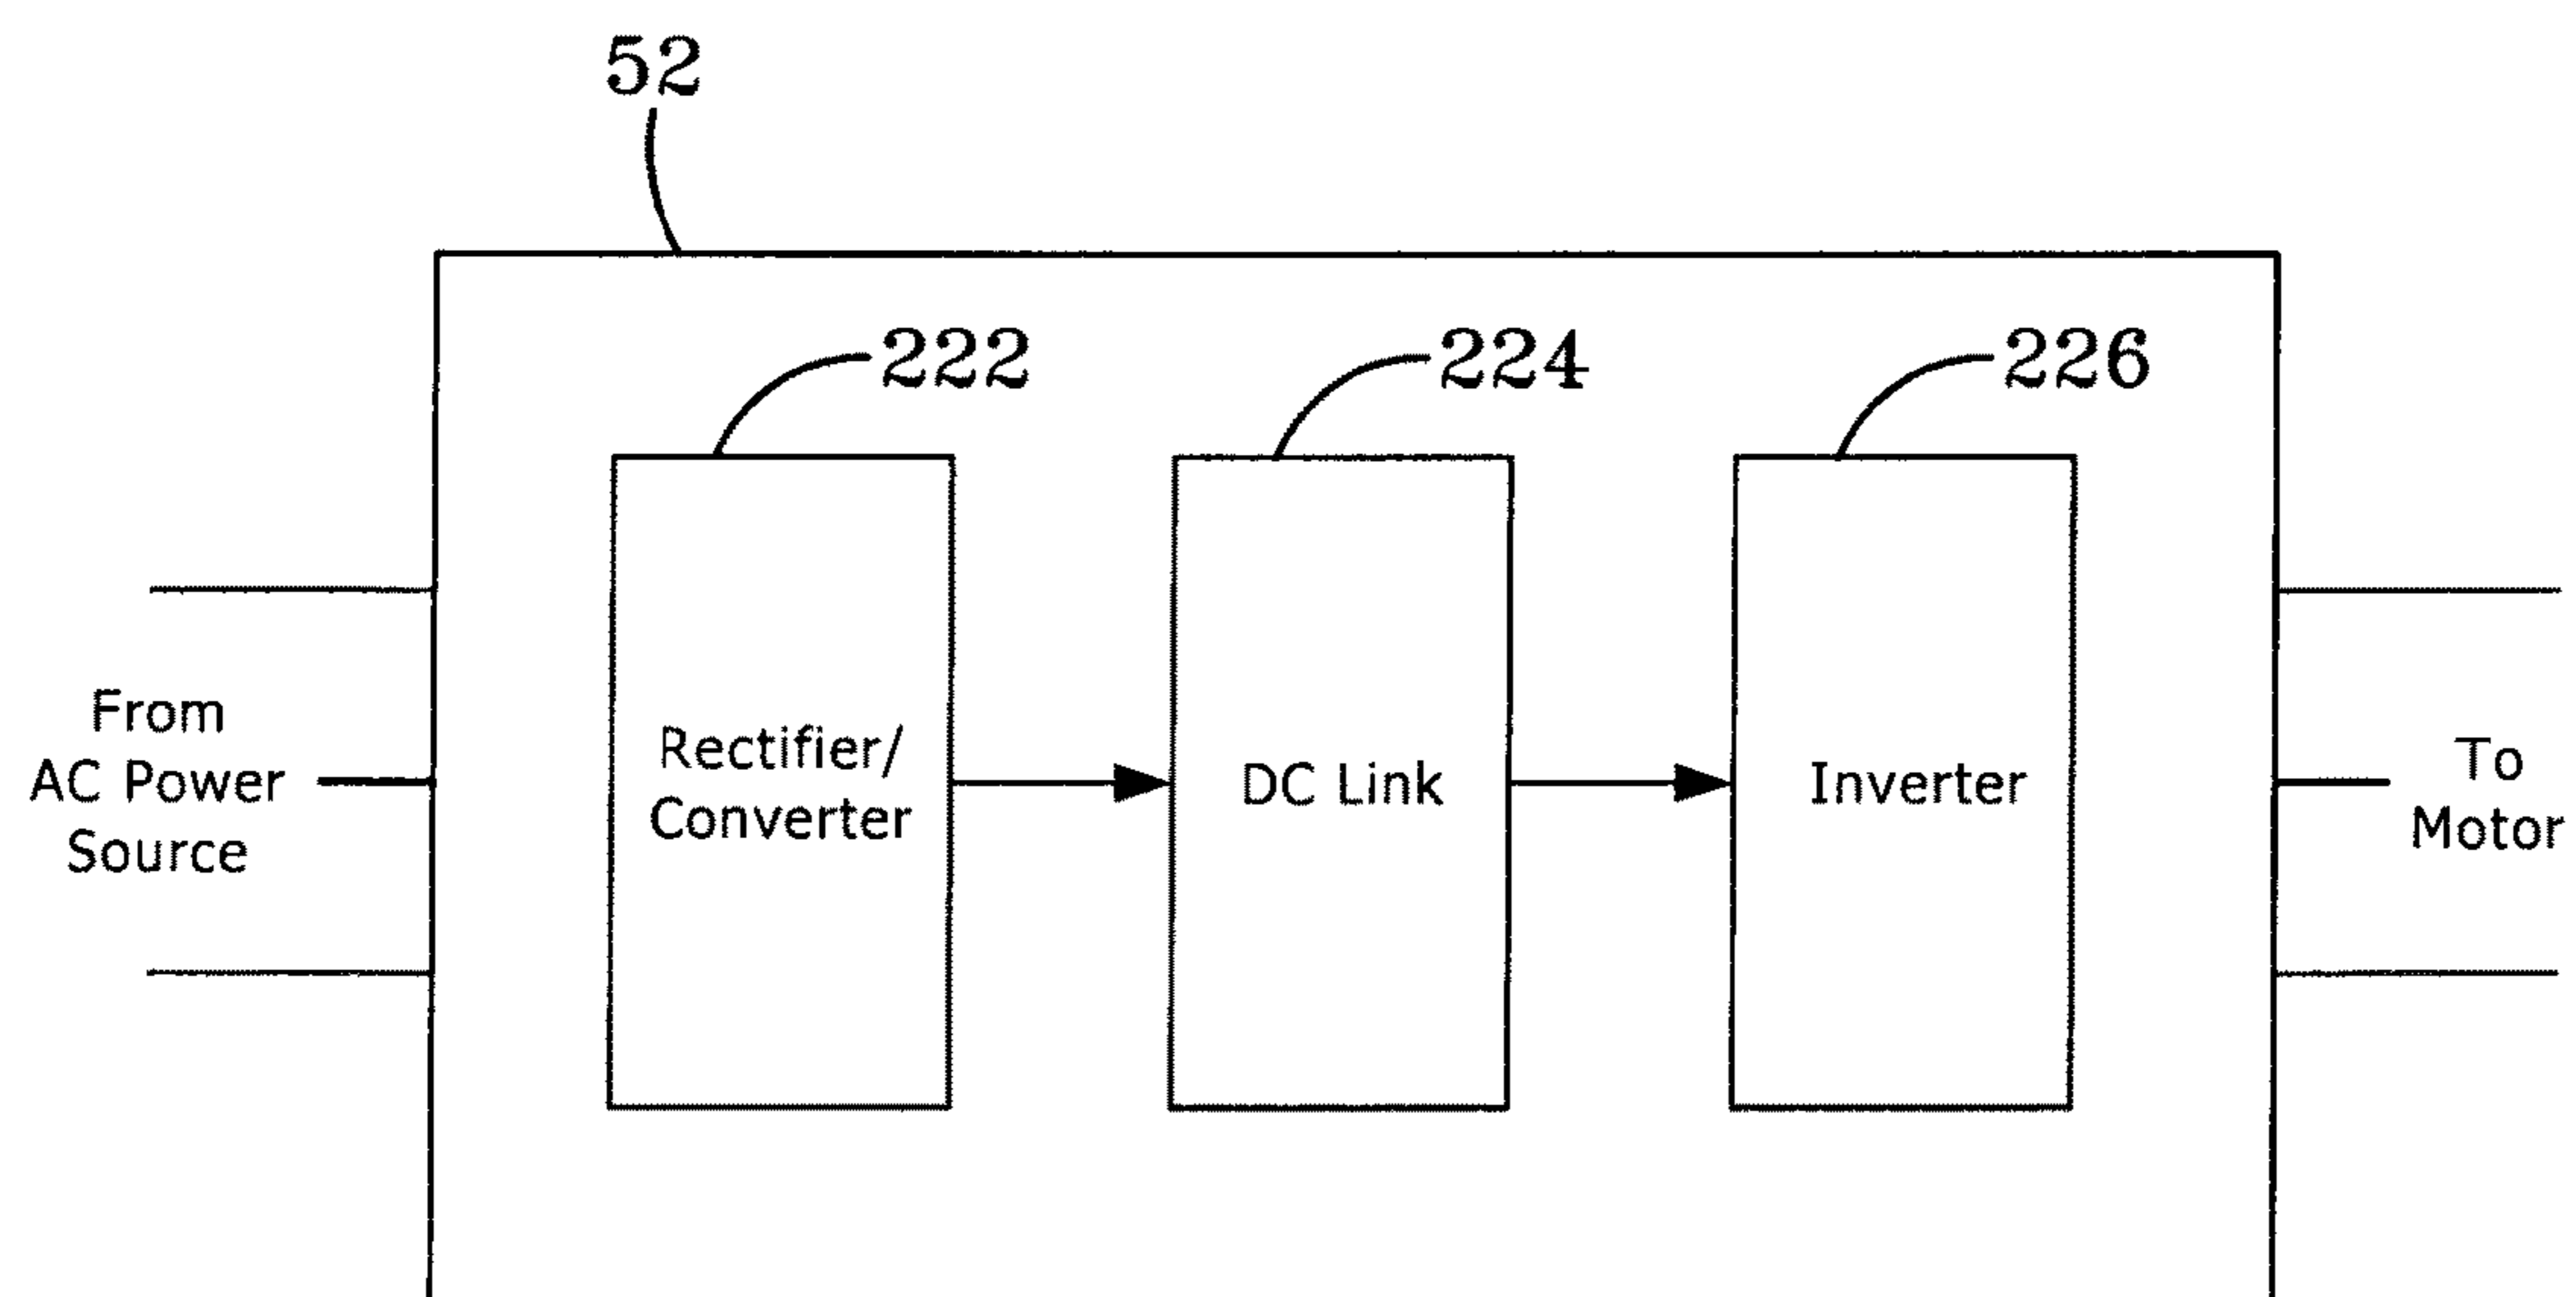 52
222
224
226
From
AC Power
Source
Rectifier/
Converter
DC Link
Inverter
To
Motor